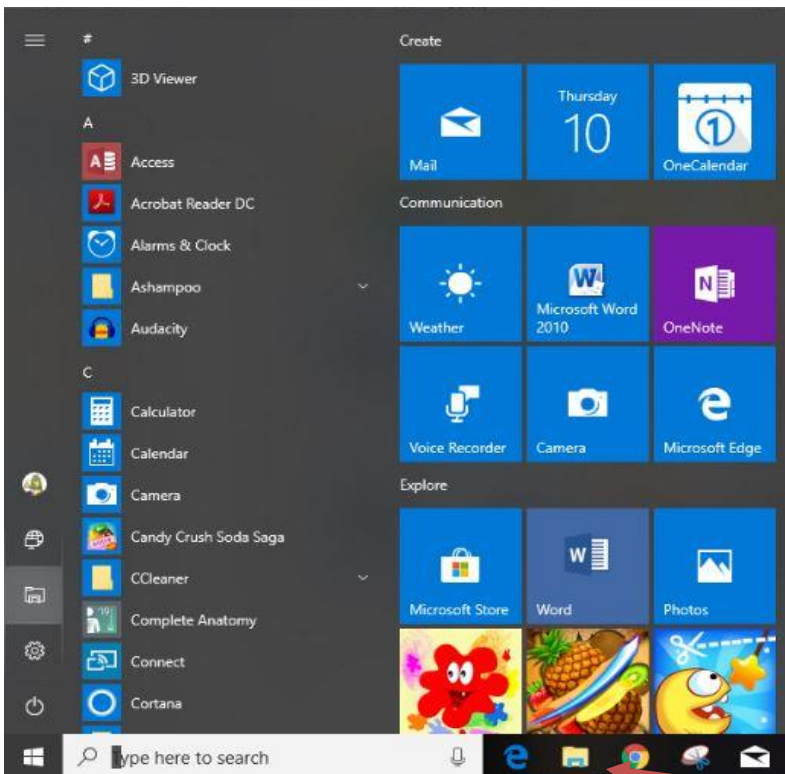 #
3D Viewer
A
Access
Acrobat Reader DC
Alarms & Clock
Ashampoo
Audacity
C
Calculator
Calendar
Camera
Candy Crush Soda Saga
CCleaner
Complete Anatomy
Connect
Cortana
Create
Mail
Thursday
10
OneCalendar
Communication
Weather
Microsoft Word
2010
OneNote
Voice Recorder
Camera
Microsoft Edge
Explore
Microsoft Store
Word
Photos
Type here to search